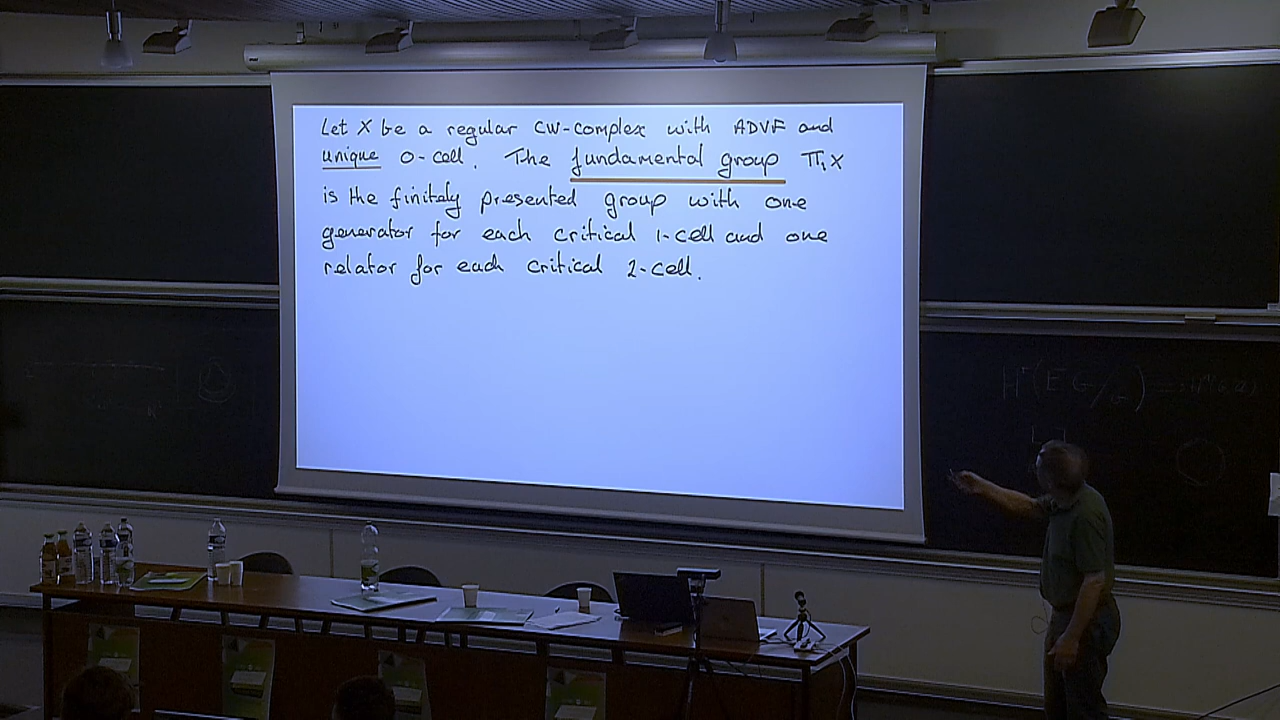 Let X be a regular CW-complex with ADVF and
unique 0-cell. The fundamental group π₁X
is the finitely presented group with one
generator for each critical 1-cell and one
relator for each critical 2-cell.